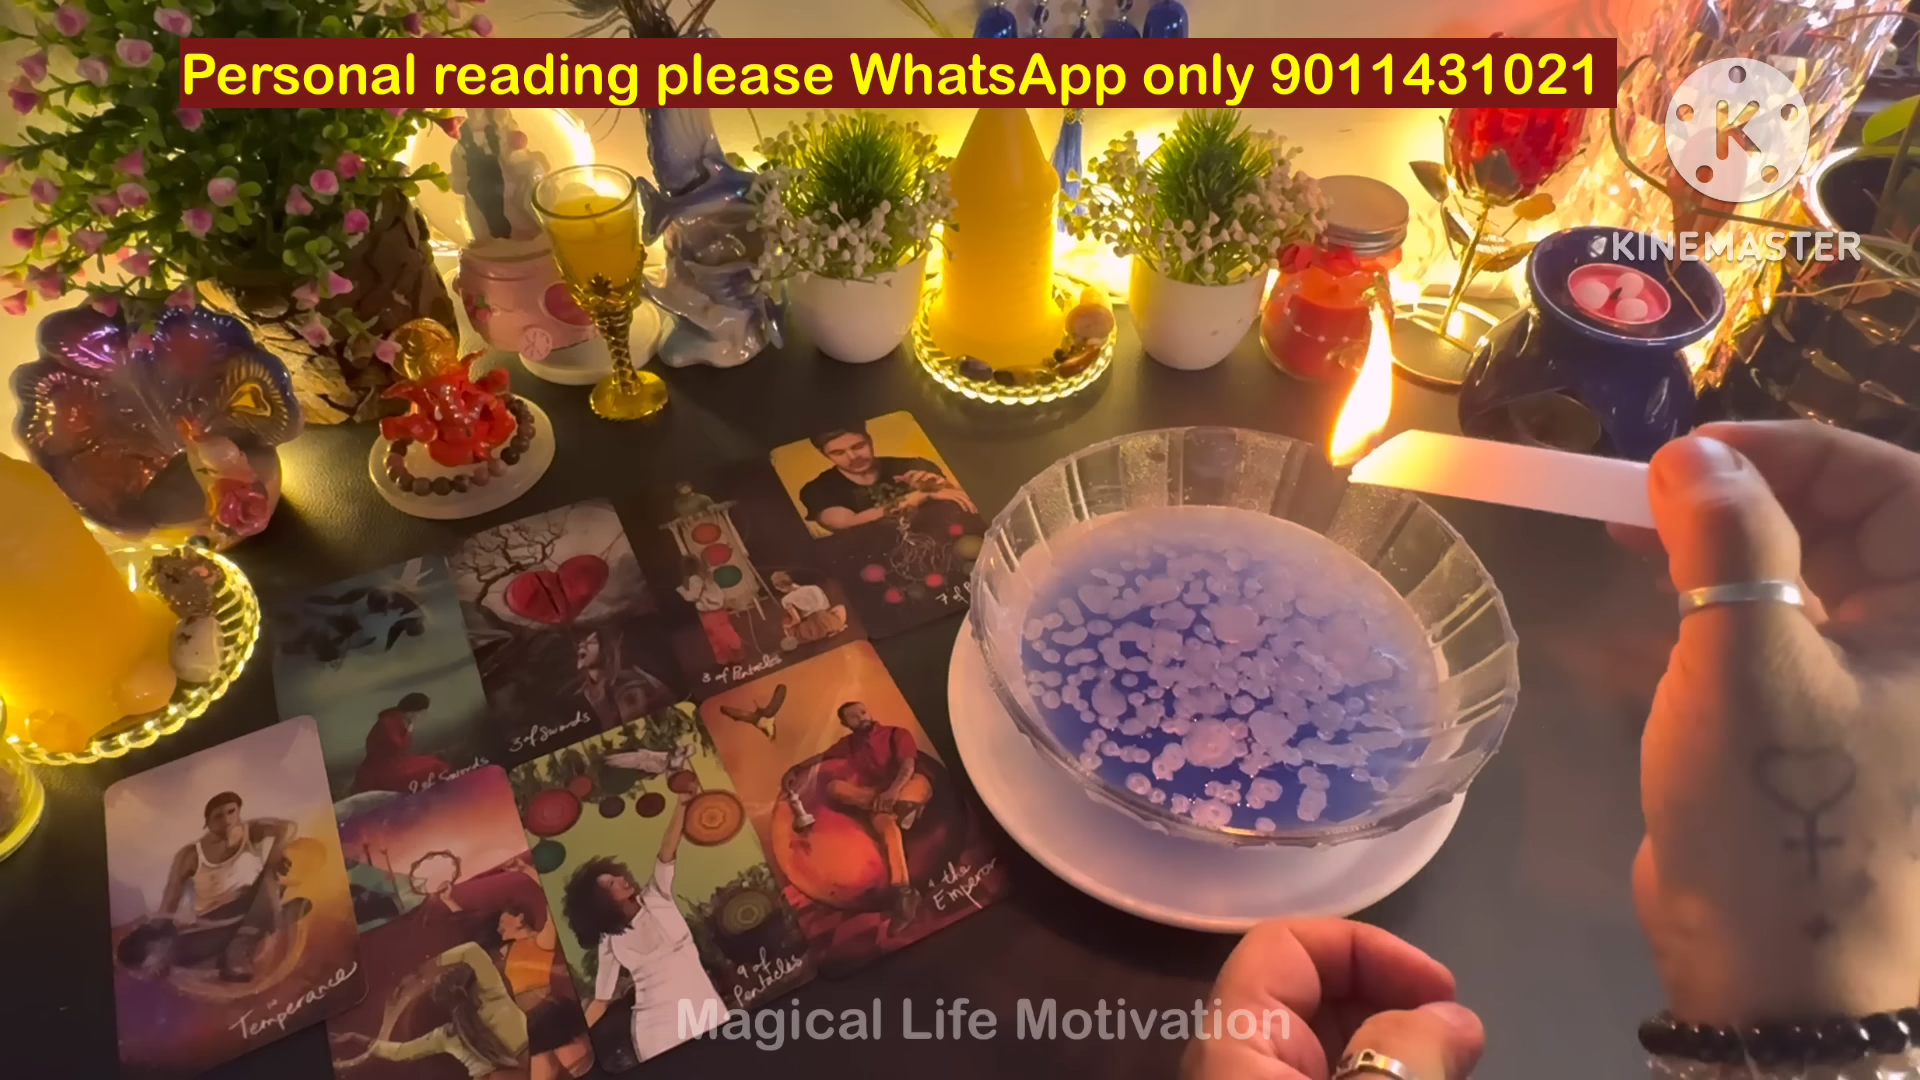 Personal reading please WhatsApp only 9011431021
K
KINEMASTER
7 of
3 of Pentacles
3 of Swords
9 of Swords
4 the
Emperor
9 of
Pentacles
Temperance
Magical Life Motivation